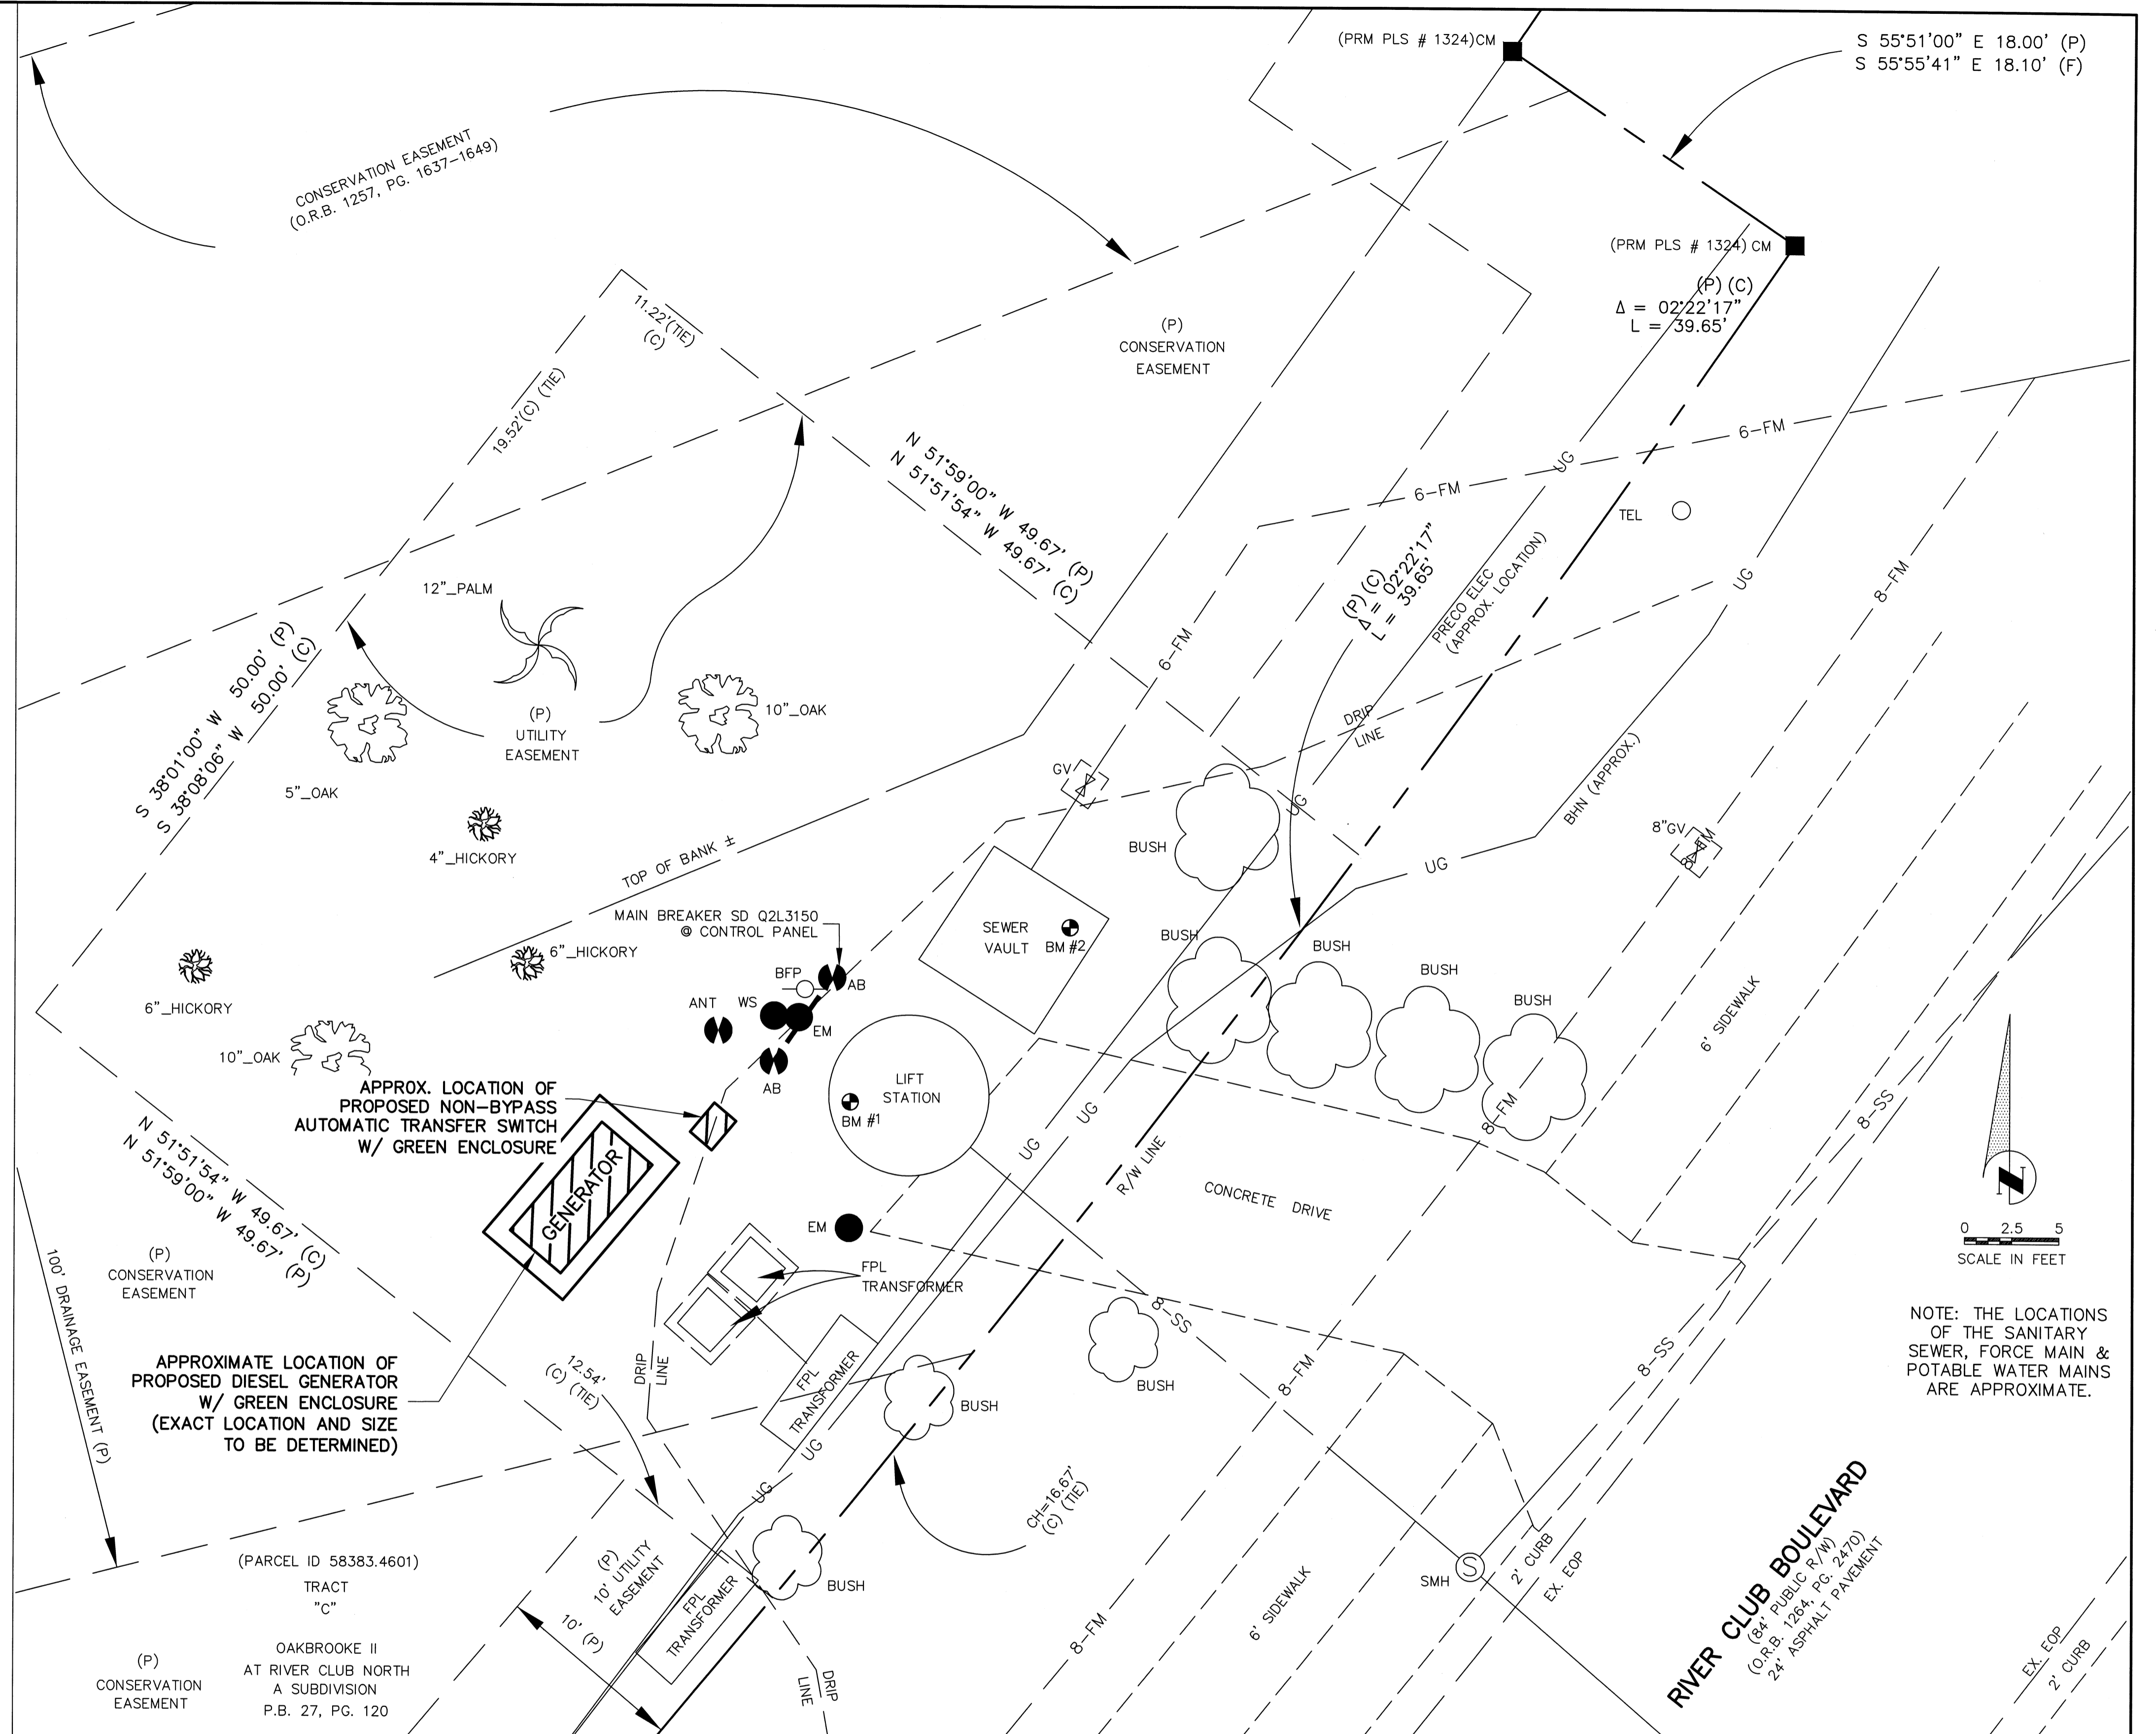 (PRM PLS # 1324)CM
S 55°51'00" E 18.00' (P)
S 55°55'41" E 18.10' (F)
CONSERVATION EASEMENT
(O.R.B. 1257, PG. 1637-1649)
(PRM PLS # 1324) CM
(P) (C)
Δ = 02°22'17"
L = 39.65'
11.22'(TIE)
(C)
(P)
CONSERVATION
EASEMENT
19.52'(C) (TIE)
N 51°59'00" W 49.67' (P)
N 51°51'54" W 49.67' (C)
6-FM
6-FM
UG
TEL
(P) (C)
Δ = 02°22'17"
L = 39.65'
PRECO ELEC
(APPROX. LOCATION)
UG
8-FM
12"_PALM
6-FM
S 38°01'00" W 50.00' (P)
S 38°08'06" W 50.00' (C)
(P)
UTILITY
EASEMENT
10"_OAK
DRIP
LINE
5"_OAK
GV
UG
BHN (APPROX.)
8"GV
8-FM
4"_HICKORY
BUSH
TOP OF BANK ±
UG
MAIN BREAKER SD Q2L3150
@ CONTROL PANEL
SEWER
VAULT
BM #2
BUSH
BUSH
BUSH
BUSH
6"_HICKORY
BFP
AB
6' SIDEWALK
6"_HICKORY
ANT
WS
EM
10"_OAK
AB
LIFT
STATION
BM #1
APPROX. LOCATION OF
PROPOSED NON-BYPASS
AUTOMATIC TRANSFER SWITCH
W/ GREEN ENCLOSURE
UG
UG
8-FM
8-SS
N 51°51'54" W 49.67' (C)
N 51°59'00" W 49.67' (P)
GENERATOR
R/W LINE
CONCRETE DRIVE
N
EM
0 2.5 5
SCALE IN FEET
(P)
CONSERVATION
EASEMENT
100' DRAINAGE EASEMENT (P)
FPL
TRANSFORMER
8-SS
NOTE: THE LOCATIONS
OF THE SANITARY
SEWER, FORCE MAIN &
POTABLE WATER MAINS
ARE APPROXIMATE.
APPROXIMATE LOCATION OF
PROPOSED DIESEL GENERATOR
W/ GREEN ENCLOSURE
(EXACT LOCATION AND SIZE
TO BE DETERMINED)
12.54'
(C) (TIE)
DRIP
LINE
FPL
TRANSFORMER
BUSH
BUSH
8-FM
8-SS
UG
UG
CH=16.67'
(C) (TIE)
(PARCEL ID 58383.4601)
TRACT
"C"
(P)
10' UTILITY
EASEMENT
10' (P)
FPL
TRANSFORMER
BUSH
SMH
S
2' CURB
EX. EOP
RIVER CLUB BOULEVARD
(84' PUBLIC R/W)
(O.R.B. 1264, PG. 2470)
24' ASPHALT PAVEMENT
OAKBROOKE II
AT RIVER CLUB NORTH
A SUBDIVISION
P.B. 27, PG. 120
(P)
CONSERVATION
EASEMENT
DRIP
LINE
8-FM
6' SIDEWALK
EX. EOP
2' CURB